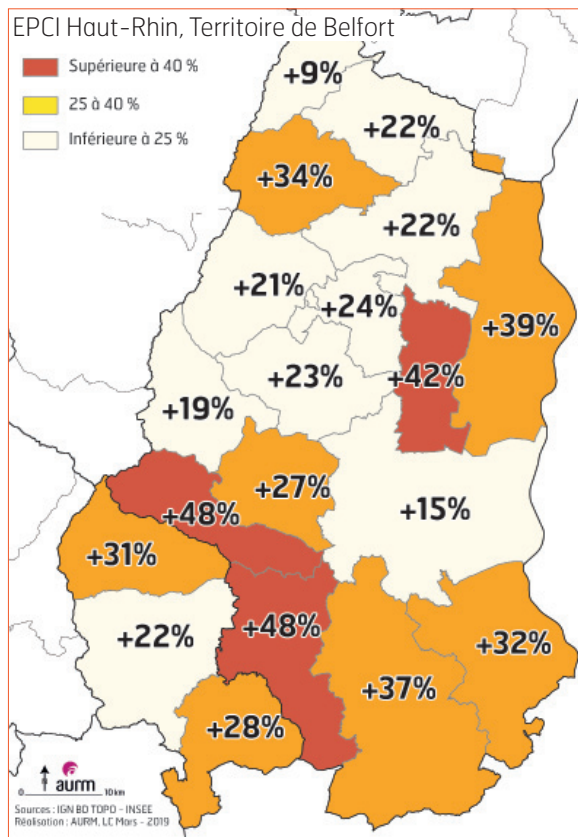 EPCI Haut-Rhin, Territoire de Belfort
Supérieure à 40 %
25 à 40 %
Inférieure à 25 %
+9%
+22%
+34%
+22%
+21%
+24%
+39%
+42%
+23%
+19%
+27%
+48%
+15%
+31%
+22%
+48%
+32%
+37%
+28%
N
aurm
0 10 km
Sources : IGN BD TOPO - INSEE
Réalisation : AURM, LC Mars - 2019